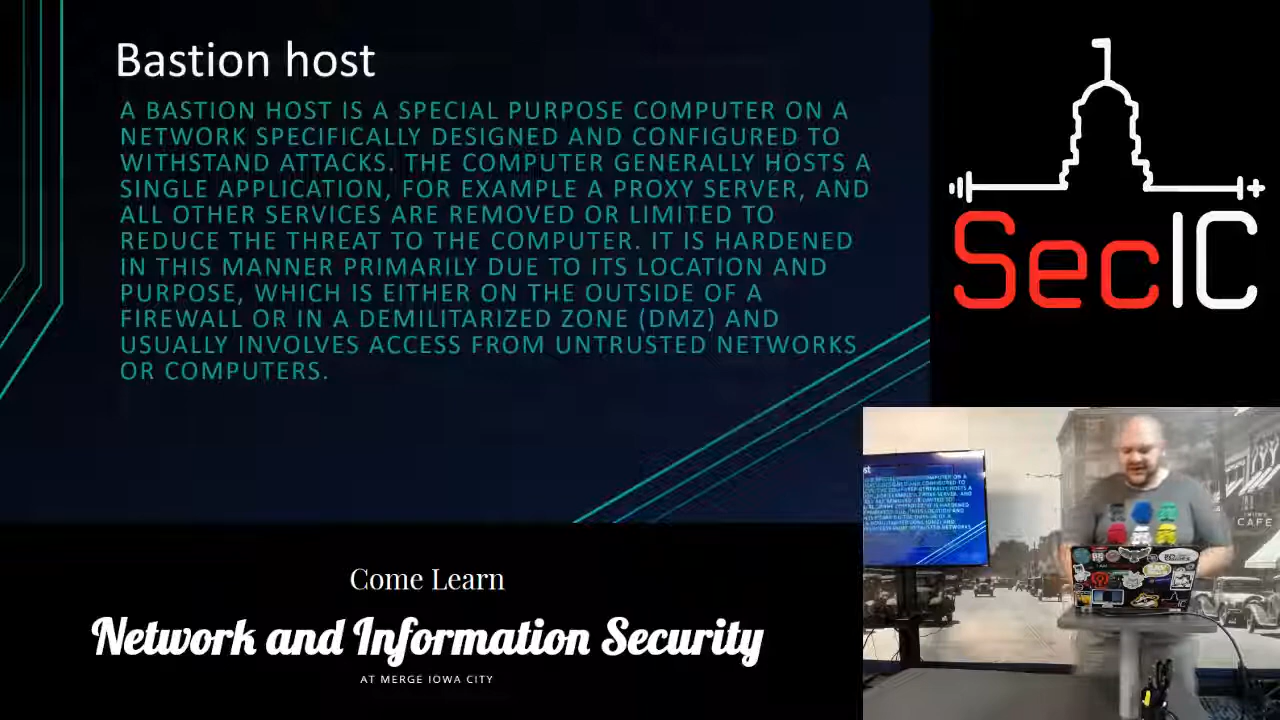 Bastion host
A BASTION HOST IS A SPECIAL PURPOSE COMPUTER ON A
NETWORK SPECIFICALLY DESIGNED AND CONFIGURED TO
WITHSTAND ATTACKS. THE COMPUTER GENERALLY HOSTS A
SINGLE APPLICATION, FOR EXAMPLE A PROXY SERVER, AND
ALL OTHER SERVICES ARE REMOVED OR LIMITED TO
REDUCE THE THREAT TO THE COMPUTER. IT IS HARDENED
IN THIS MANNER PRIMARILY DUE TO ITS LOCATION AND
PURPOSE, WHICH IS EITHER ON THE OUTSIDE OF A
FIREWALL OR IN A DEMILITARIZED ZONE (DMZ) AND
USUALLY INVOLVES ACCESS FROM UNTRUSTED NETWORKS
OR COMPUTERS.
SecIC
CAFE
Come Learn
Network and Information Security
AT MERGE IOWA CITY